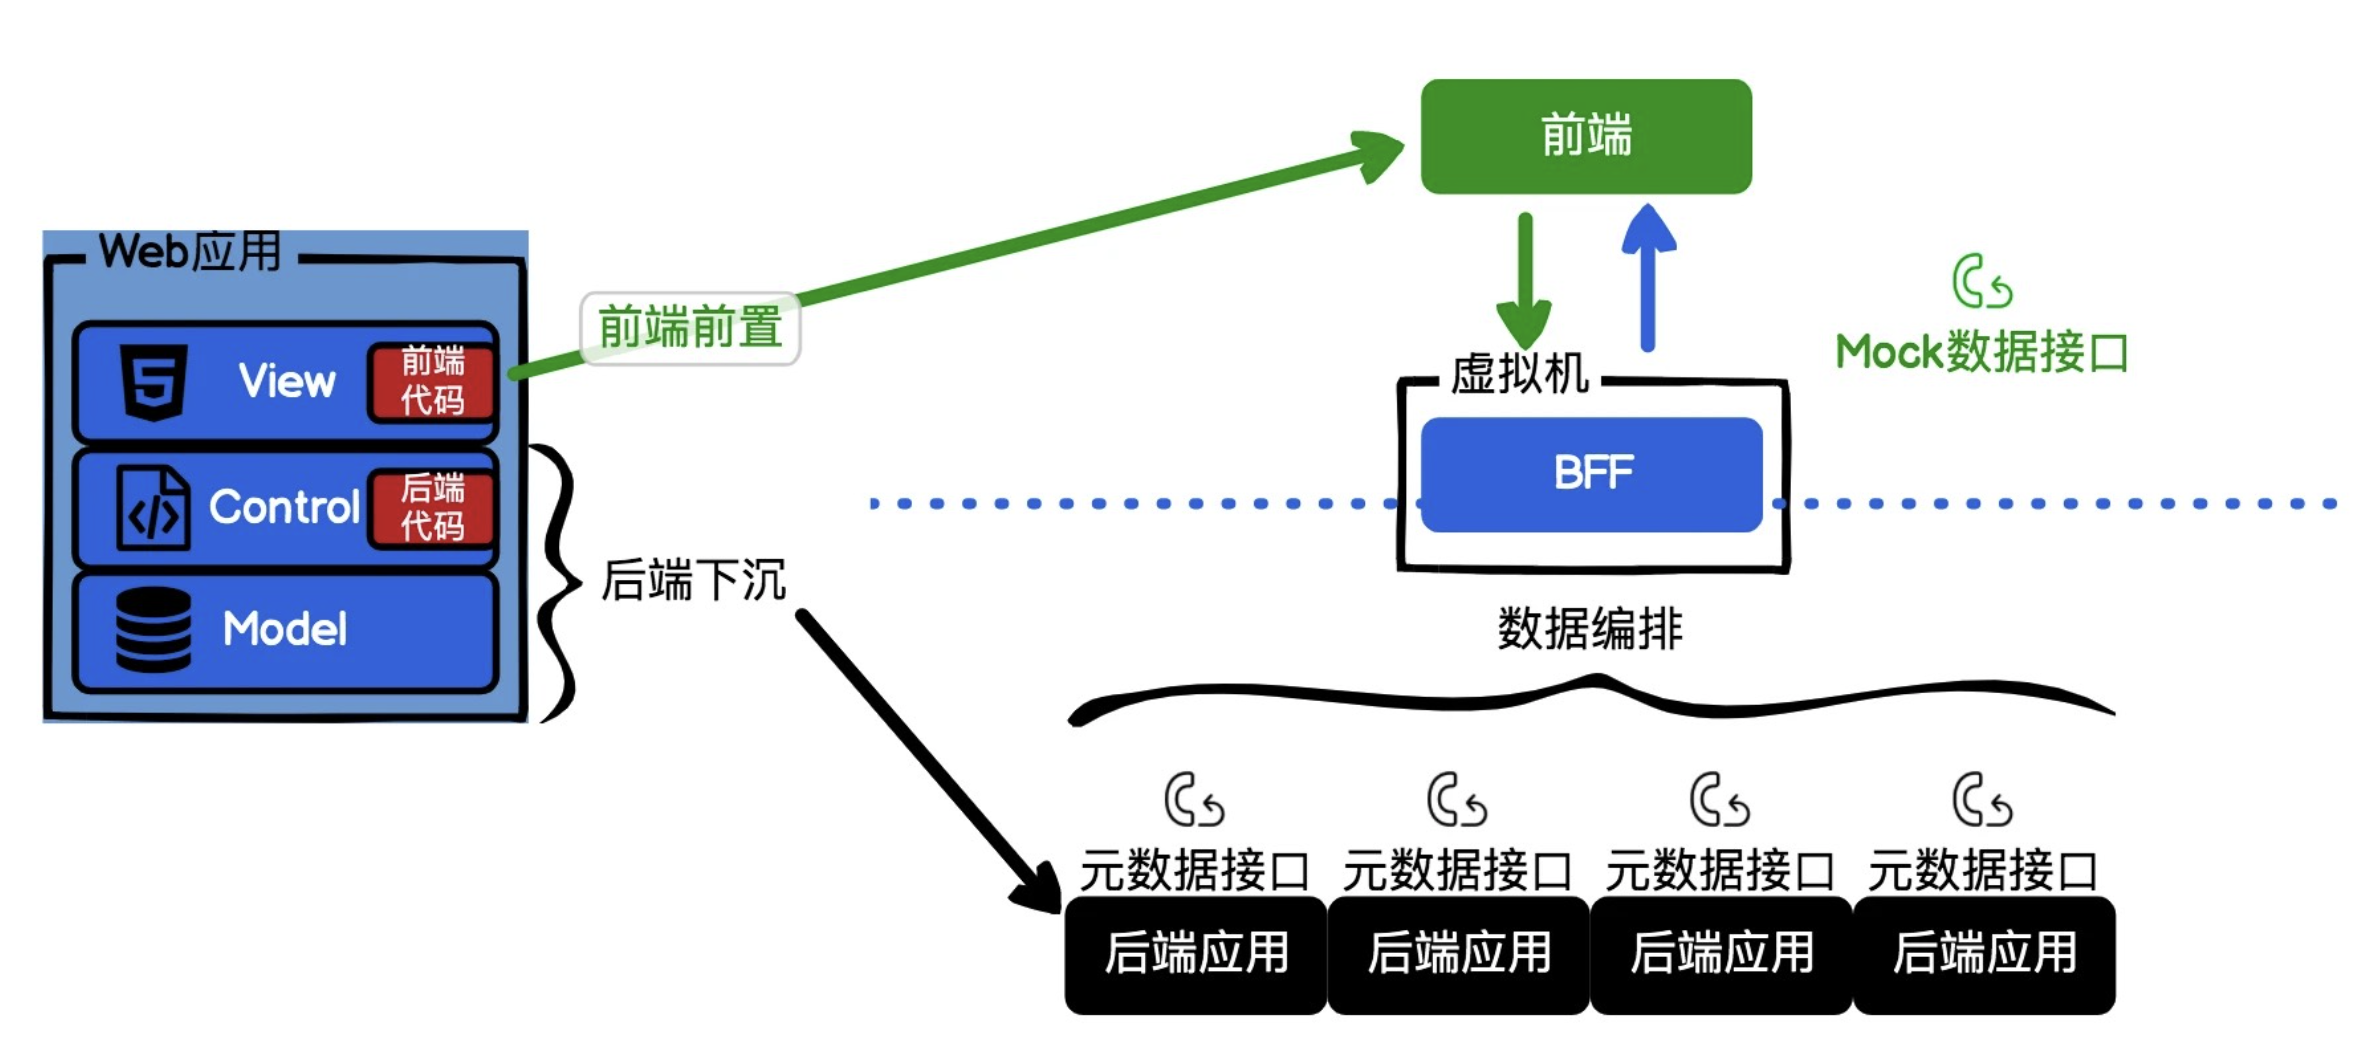 前端
Web应用
前端前置
Mock数据接口
View
前端
代码
虚拟机
BFF
Control
后端
代码
后端下沉
Model
数据编排
元数据接口
元数据接口
元数据接口
元数据接口
后端应用
后端应用
后端应用
后端应用